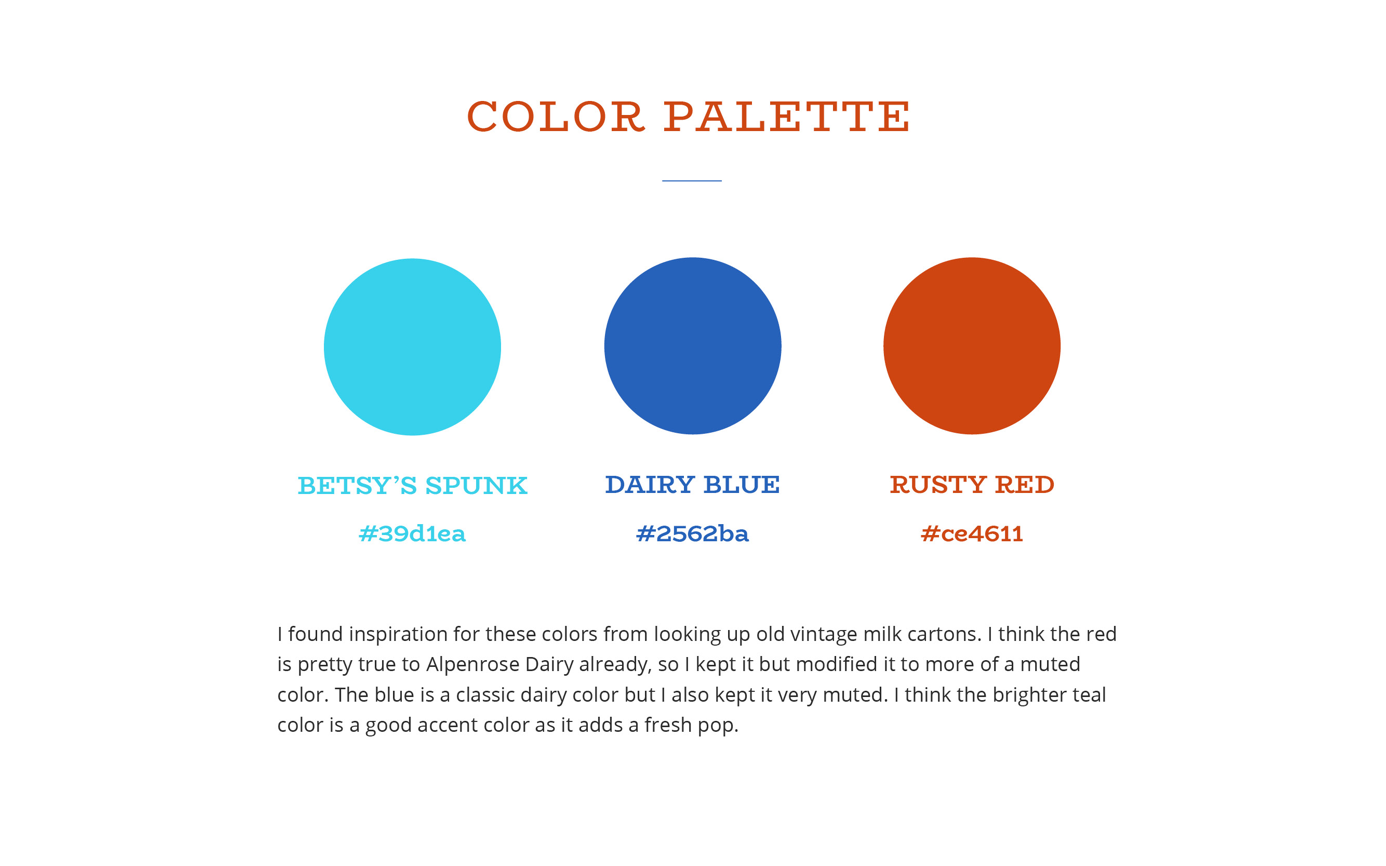 COLOR PALETTE
BETSY’S SPUNK
#39d1ea
DAIRY BLUE
#2562ba
RUSTY RED
#ce4611
I found inspiration for these colors from looking up old vintage milk cartons. I think the red
is pretty true to Alpenrose Dairy already, so I kept it but modified it to more of a muted
color. The blue is a classic dairy color but I also kept it very muted. I think the brighter teal
color is a good accent color as it adds a fresh pop.